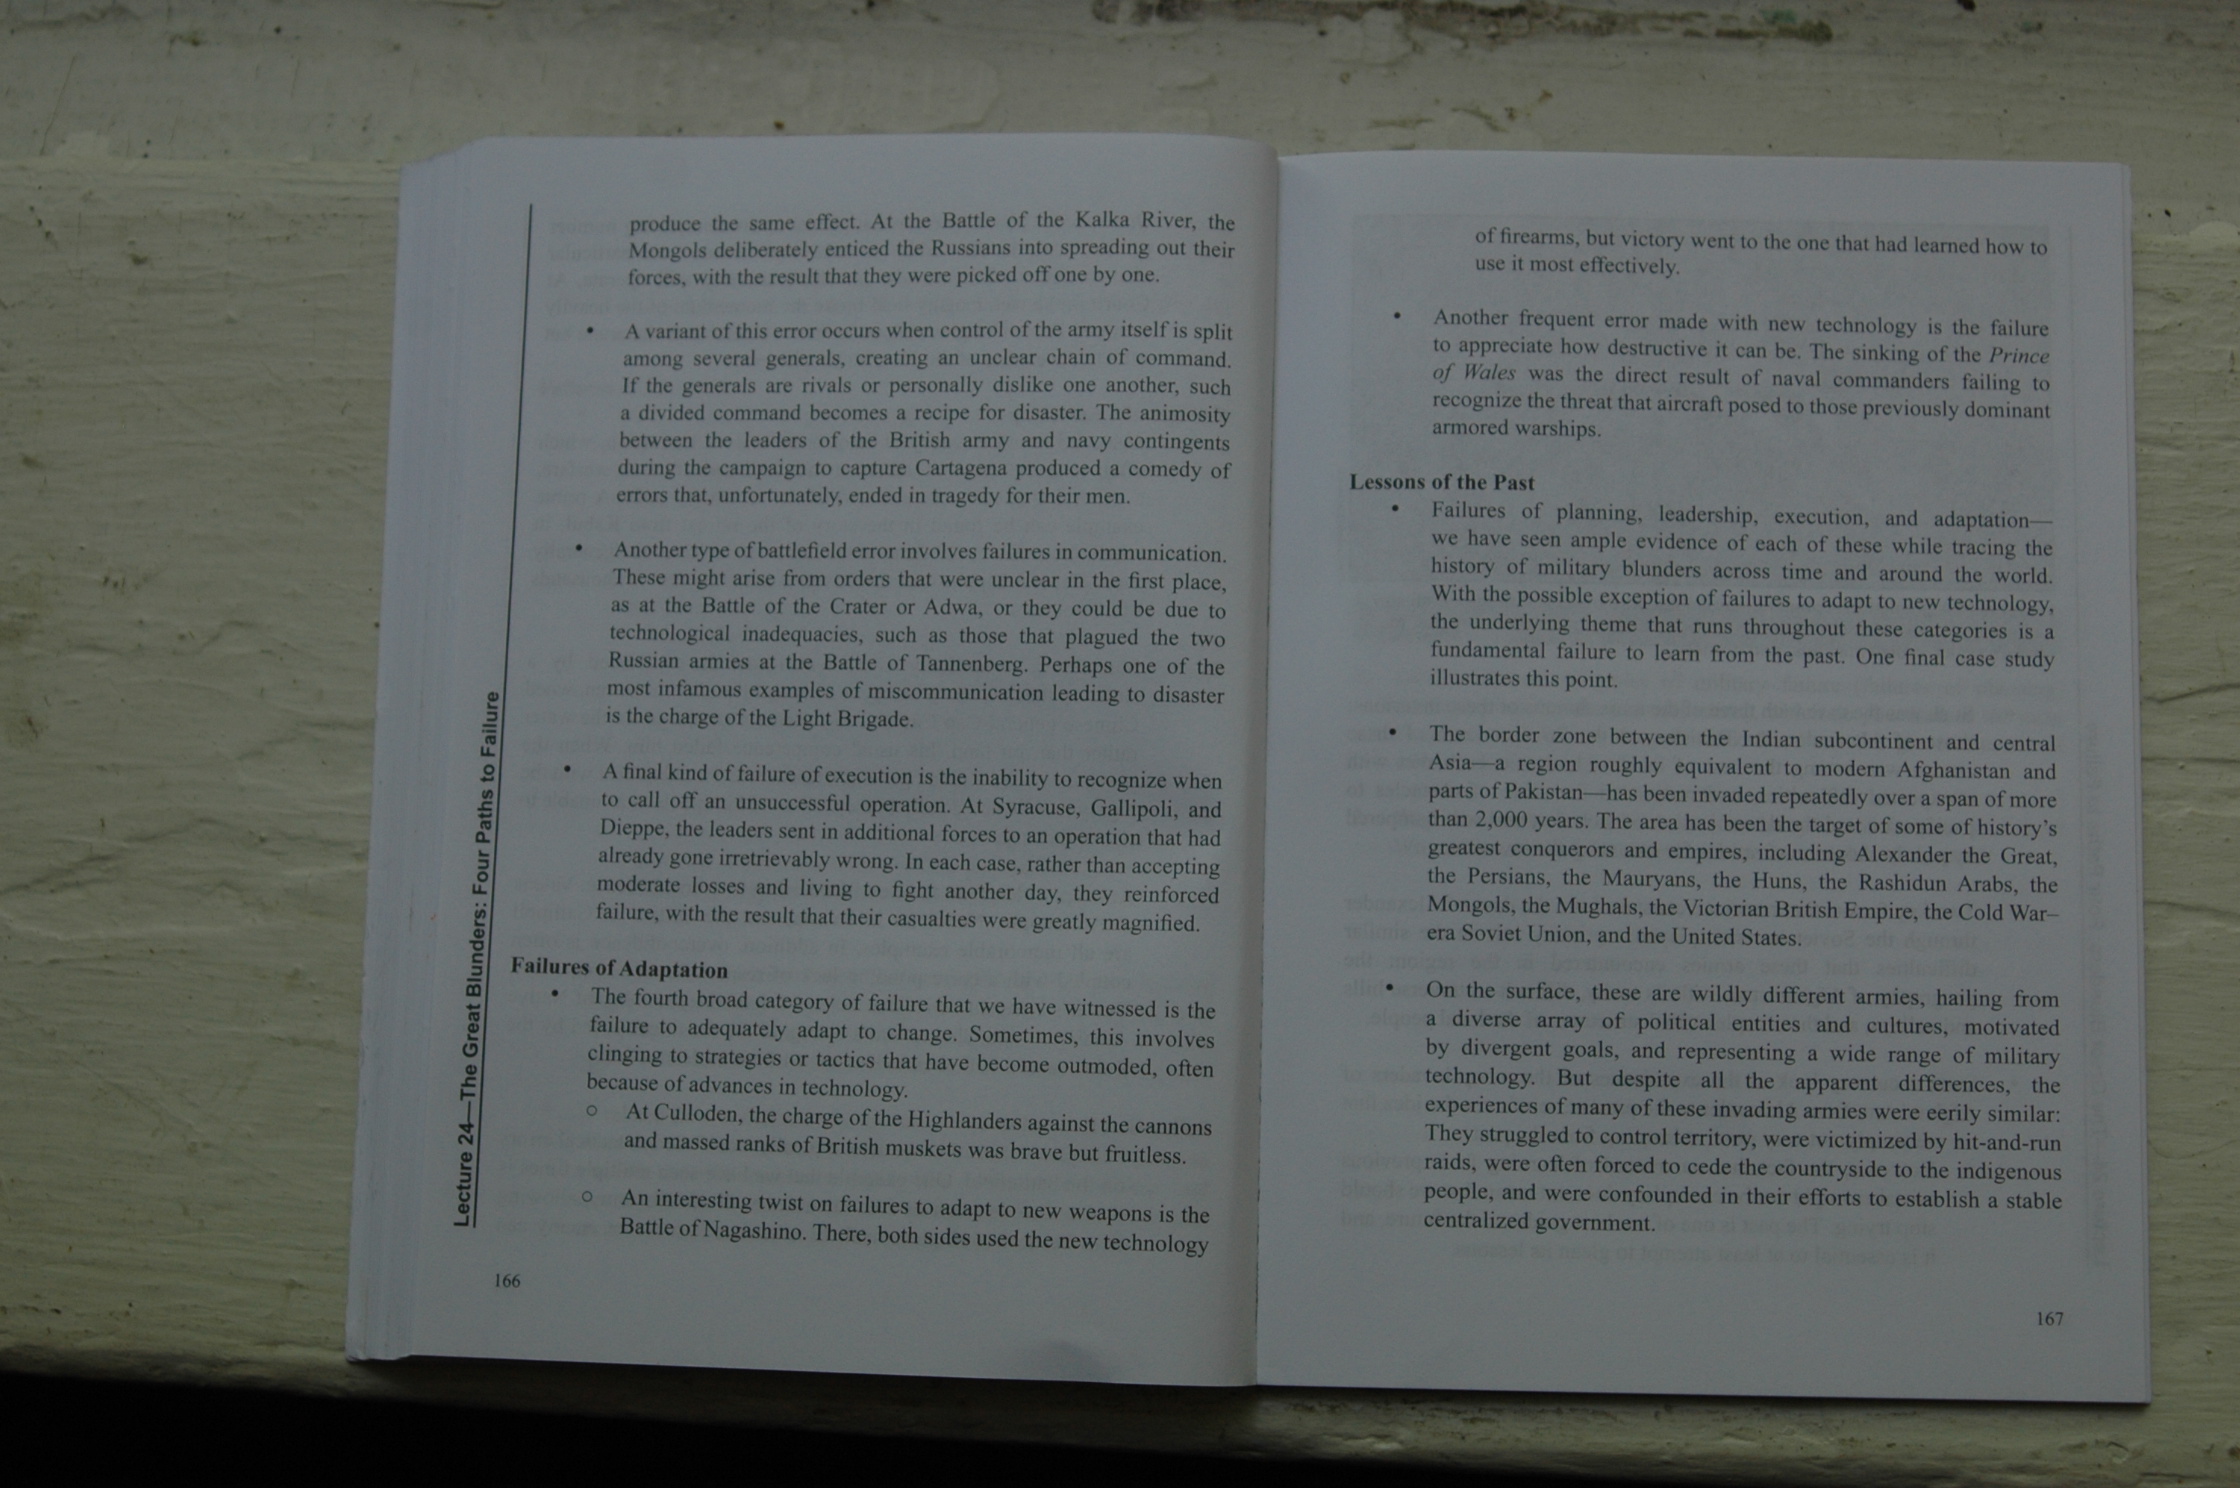 produce the same effect. At the Battle of the Kalka River, the
Mongols deliberately enticed the Russians into spreading out their
forces, with the result that they were picked off one by one.
• A variant of this error occurs when control of the army itself is split
among several generals, creating an unclear chain of command.
If the generals are rivals or personally dislike one another, such
a divided command becomes a recipe for disaster. The animosity
between the leaders of the British army and navy contingents
during the campaign to capture Cartagena produced a comedy of
errors that, unfortunately, ended in tragedy for their men.
• Another type of battlefield error involves failures in communication.
These might arise from orders that were unclear in the first place,
as at the Battle of the Crater or Adwa, or they could be due to
technological inadequacies, such as those that plagued the two
Russian armies at the Battle of Tannenberg. Perhaps one of the
most infamous examples of miscommunication leading to disaster
is the charge of the Light Brigade.
• A final kind of failure of execution is the inability to recognize when
to call off an unsuccessful operation. At Syracuse, Gallipoli, and
Dieppe, the leaders sent in additional forces to an operation that had
already gone irretrievably wrong. In each case, rather than accepting
moderate losses and living to fight another day, they reinforced
failure, with the result that their casualties were greatly magnified.
Failures of Adaptation
• The fourth broad category of failure that we have witnessed is the
failure to adequately adapt to change. Sometimes, this involves
clinging to strategies or tactics that have become outmoded, often
because of advances in technology.
○ At Culloden, the charge of the Highlanders against the cannons
and massed ranks of British muskets was brave but fruitless.
○ An interesting twist on failures to adapt to new weapons is the
Battle of Nagashino. There, both sides used the new technology
Lecture 24—The Great Blunders: Four Paths to Failure
166
of firearms, but victory went to the one that had learned how to
use it most effectively.
• Another frequent error made with new technology is the failure
to appreciate how destructive it can be. The sinking of the Prince
of Wales was the direct result of naval commanders failing to
recognize the threat that aircraft posed to those previously dominant
armored warships.
Lessons of the Past
• Failures of planning, leadership, execution, and adaptation—
we have seen ample evidence of each of these while tracing the
history of military blunders across time and around the world.
With the possible exception of failures to adapt to new technology,
the underlying theme that runs throughout these categories is a
fundamental failure to learn from the past. One final case study
illustrates this point.
• The border zone between the Indian subcontinent and central
Asia—a region roughly equivalent to modern Afghanistan and
parts of Pakistan—has been invaded repeatedly over a span of more
than 2,000 years. The area has been the target of some of history's
greatest conquerors and empires, including Alexander the Great,
the Persians, the Mauryans, the Huns, the Rashidun Arabs, the
Mongols, the Mughals, the Victorian British Empire, the Cold War–
era Soviet Union, and the United States.
• On the surface, these are wildly different armies, hailing from
a diverse array of political entities and cultures, motivated
by divergent goals, and representing a wide range of military
technology. But despite all the apparent differences, the
experiences of many of these invading armies were eerily similar:
They struggled to control territory, were victimized by hit-and-run
raids, were often forced to cede the countryside to the indigenous
people, and were confounded in their efforts to establish a stable
centralized government.
167